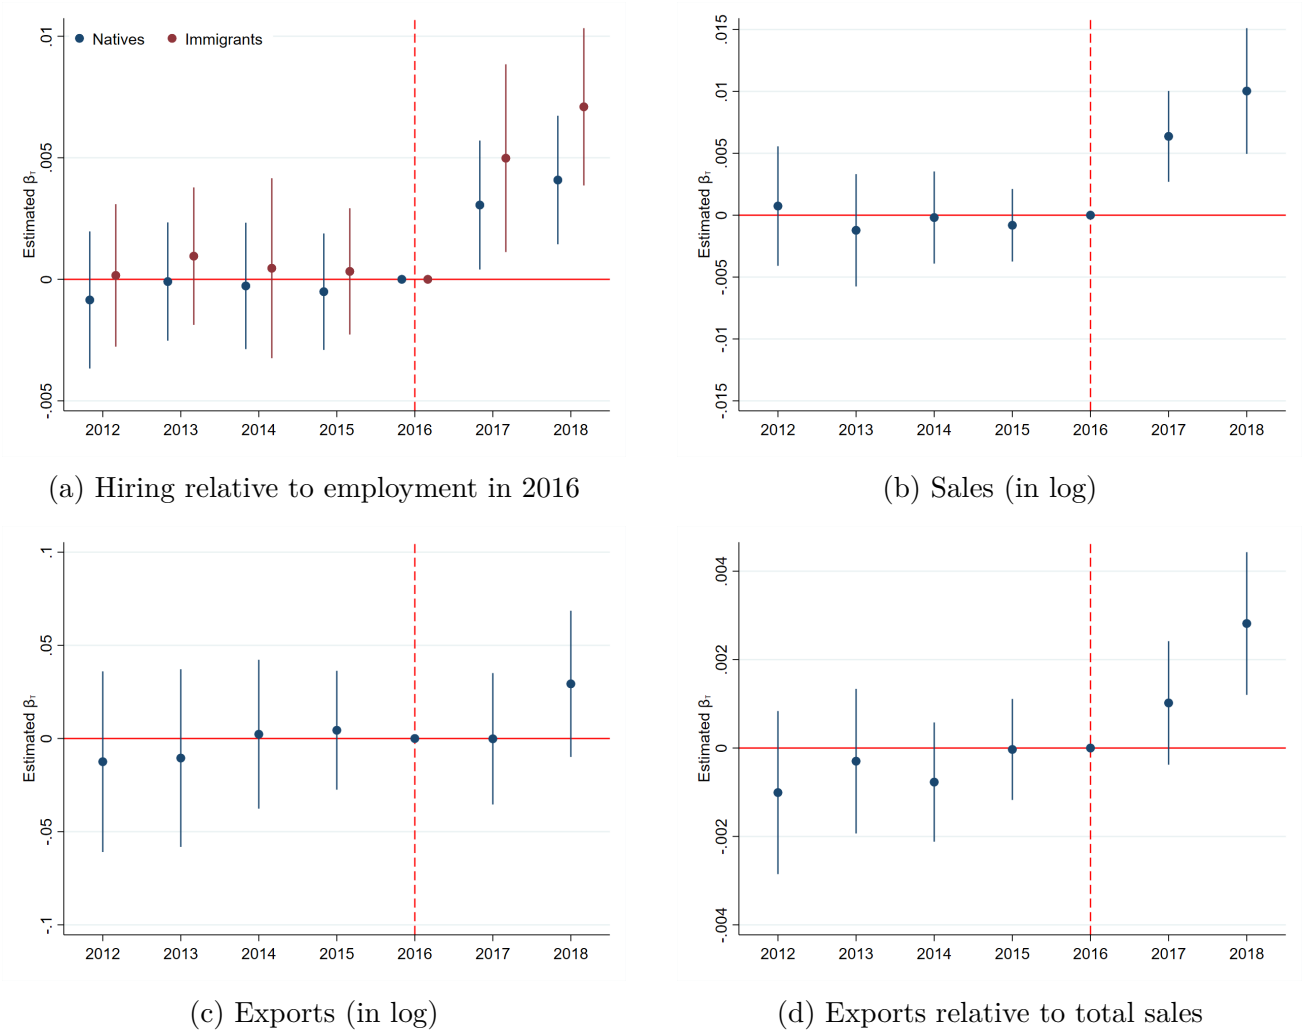 Natives Immigrants
Estimated βτ
.01
.005
0
-.005
2012 2013 2014 2015 2016 2017 2018
(a) Hiring relative to employment in 2016
Estimated βτ
.015
.01
.005
0
-.005
-.01
-.015
2012 2013 2014 2015 2016 2017 2018
(b) Sales (in log)
Estimated βτ
.1
.05
0
-.05
-.1
2012 2013 2014 2015 2016 2017 2018
(c) Exports (in log)
Estimated βτ
.004
.002
0
-.002
-.004
2012 2013 2014 2015 2016 2017 2018
(d) Exports relative to total sales